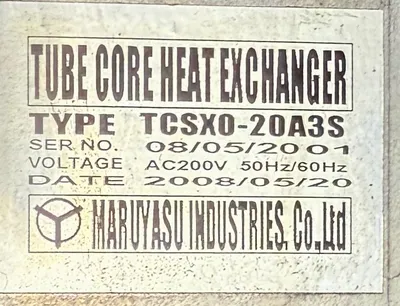 TUBE CORE HEAT EXCHANGER
TYPE TCSX0-20A3S
SER NO. 08/05/2001
VOLTAGE AC200V 50Hz/60Hz
DATE 2008/05/20
MARUYASU INDUSTRIES, Co.,Ltd